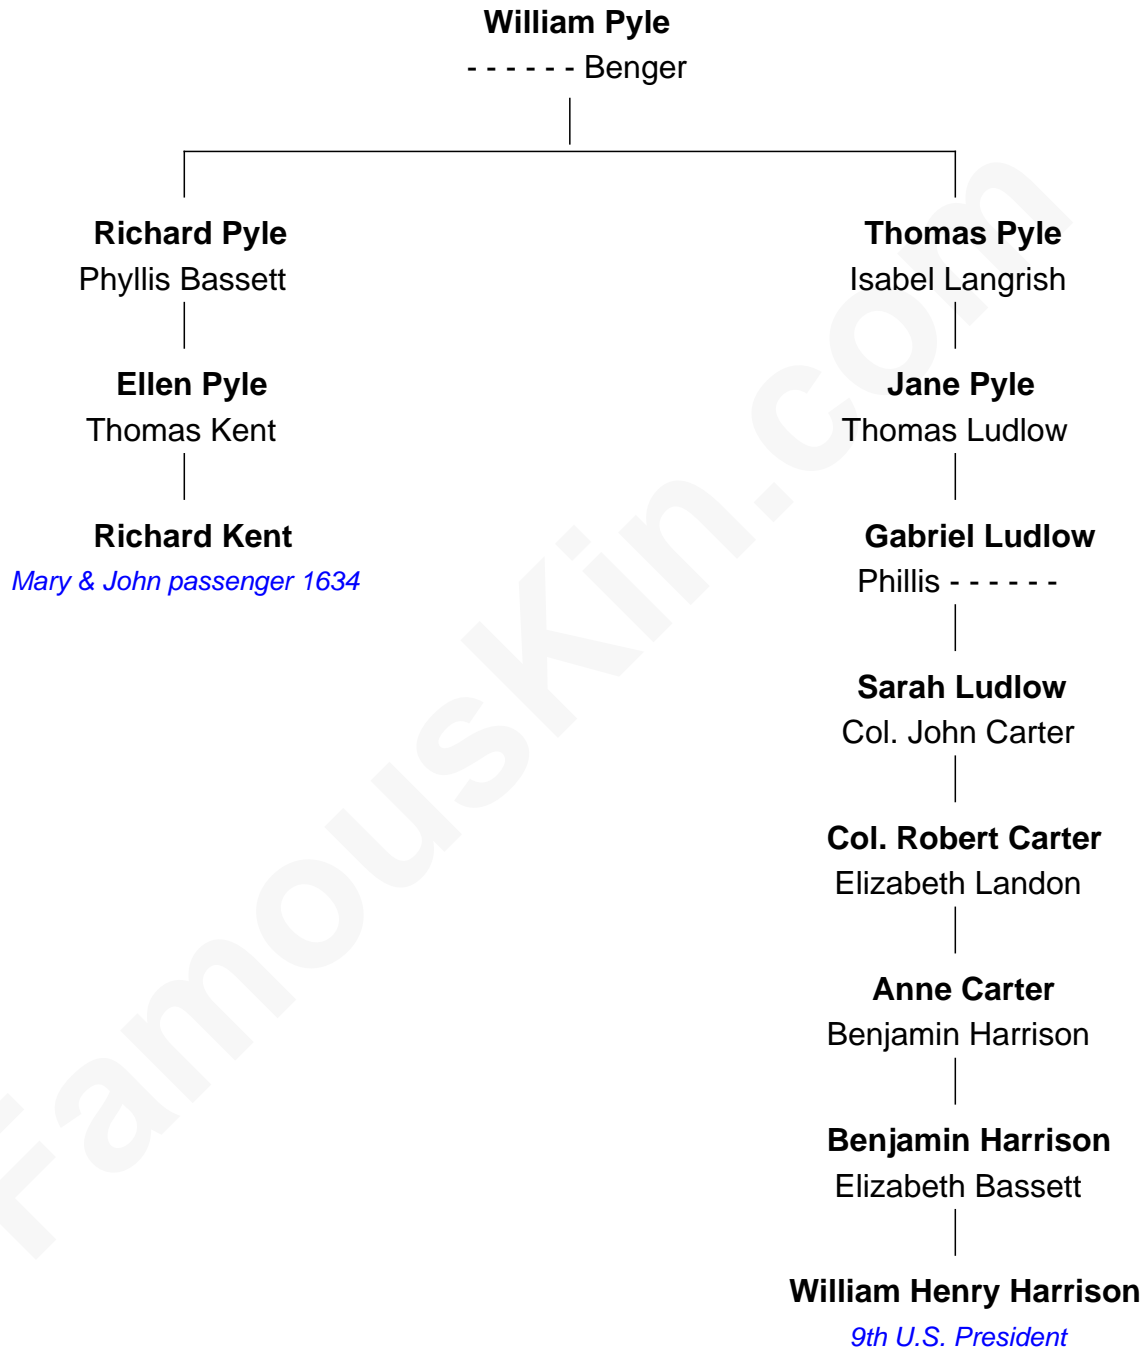 William Pyle
- - - - - - Benger
Richard Pyle
Phyllis Bassett
Ellen Pyle
Thomas Kent
Richard Kent
Mary & John passenger 1634
Thomas Pyle
Isabel Langrish
Jane Pyle
Thomas Ludlow
Gabriel Ludlow
Phillis - - - - - -
Sarah Ludlow
Col. John Carter
Col. Robert Carter
Elizabeth Landon
Anne Carter
Benjamin Harrison
Benjamin Harrison
Elizabeth Bassett
William Henry Harrison
9th U.S. President
FamousKin.com